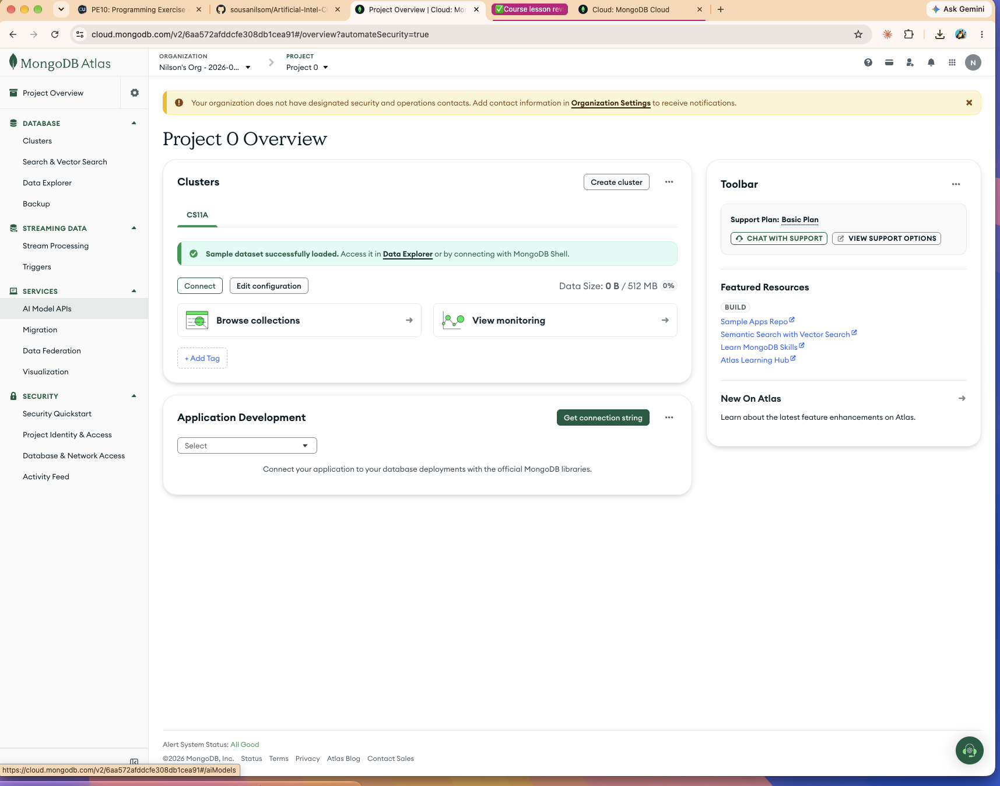 PE10: Programming Exercise
sousanilsom/Artificial-Intel-C
Project Overview | Cloud: Mo
✅Course lesson rev
Cloud: MongoDB Cloud
Ask Gemini
cloud.mongodb.com/v2/6aa572afddcfe308db1cea91#/overview?automateSecurity=true
MongoDB Atlas
ORGANIZATION
Nilson's Org - 2026-0...
PROJECT
Project 0
N
Project Overview
DATABASE
Clusters
Search & Vector Search
Data Explorer
Backup
STREAMING DATA
Stream Processing
Triggers
SERVICES
AI Model APIs
Migration
Data Federation
Visualization
SECURITY
Security Quickstart
Project Identity & Access
Database & Network Access
Activity Feed
Your organization does not have designated security and operations contacts. Add contact information in Organization Settings to receive notifications.
Project 0 Overview
Clusters
Create cluster
CS11A
Sample dataset successfully loaded. Access it in Data Explorer or by connecting with MongoDB Shell.
Connect
Edit configuration
Data Size: 0 B / 512 MB 0%
Browse collections
View monitoring
+ Add Tag
Application Development
Get connection string
Select
Connect your application to your database deployments with the official MongoDB libraries.
Toolbar
Support Plan: Basic Plan
CHAT WITH SUPPORT
VIEW SUPPORT OPTIONS
Featured Resources
BUILD
Sample Apps Repo
Semantic Search with Vector Search
Learn MongoDB Skills
Atlas Learning Hub
New On Atlas
Learn about the latest feature enhancements on Atlas.
Alert System Status: All Good
©2026 MongoDB, Inc. Status Terms Privacy Atlas Blog Contact Sales
https://cloud.mongodb.com/v2/6aa572afddcfe308db1cea91#/aiModels